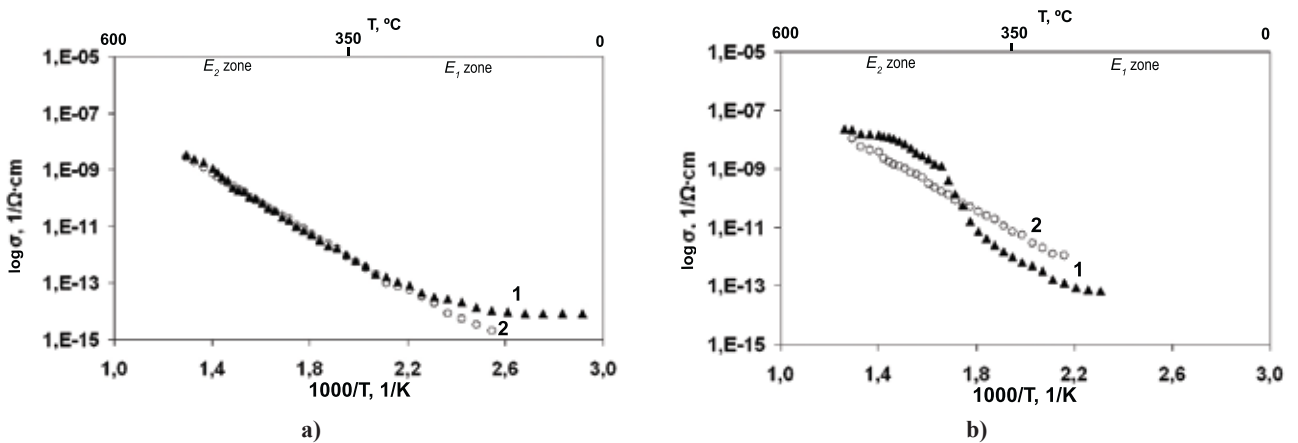 T, ºC
600 350 0
E2 zone E1 zone
1,E-05
1,E-07
1,E-09
1,E-11
1,E-13
1,E-15
log σ, 1/Ω·cm
1
2
1,0 1,4 1,8 2,2 2,6 3,0
1000/T, 1/K
a)
T, ºC
600 350 0
E2 zone E1 zone
1,E-05
1,E-07
1,E-09
1,E-11
1,E-13
1,E-15
log σ. 1/Ω·cm
2
1
1,0 1,4 1,8 2,2 2,6 3,0
1000/T, 1/K
b)